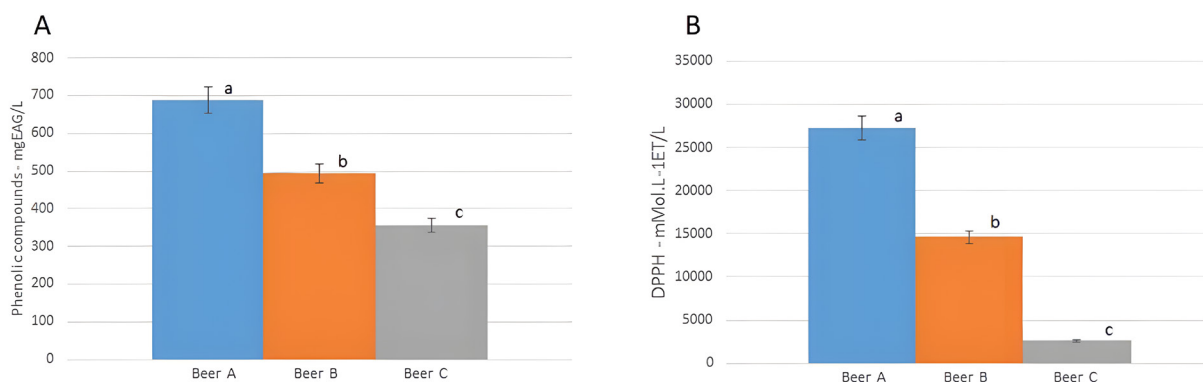 A
Phenolic compounds - mgEAG/L
800
700
600
500
400
300
200
100
0
a
b
c
Beer A
Beer B
Beer C
B
DPPH - mMol.L-1ET/L
35000
30000
25000
20000
15000
10000
5000
0
a
b
c
Beer A
Beer B
Beer C